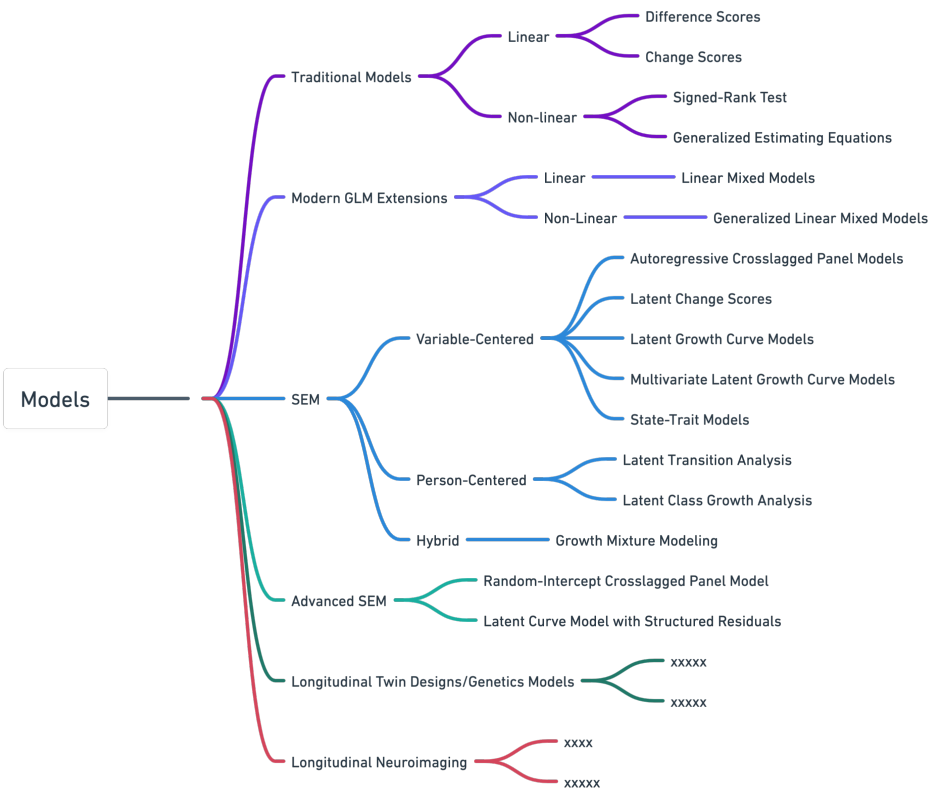 Models
Traditional Models
Linear
Difference Scores
Change Scores
Non-linear
Signed-Rank Test
Generalized Estimating Equations
Modern GLM Extensions
Linear
Linear Mixed Models
Non-Linear
Generalized Linear Mixed Models
SEM
Variable-Centered
Autoregressive Crosslagged Panel Models
Latent Change Scores
Latent Growth Curve Models
Multivariate Latent Growth Curve Models
State-Trait Models
Person-Centered
Latent Transition Analysis
Latent Class Growth Analysis
Hybrid
Growth Mixture Modeling
Advanced SEM
Random-Intercept Crosslagged Panel Model
Latent Curve Model with Structured Residuals
Longitudinal Twin Designs/Genetics Models
xxxxx
xxxxx
Longitudinal Neuroimaging
xxxx
xxxxx